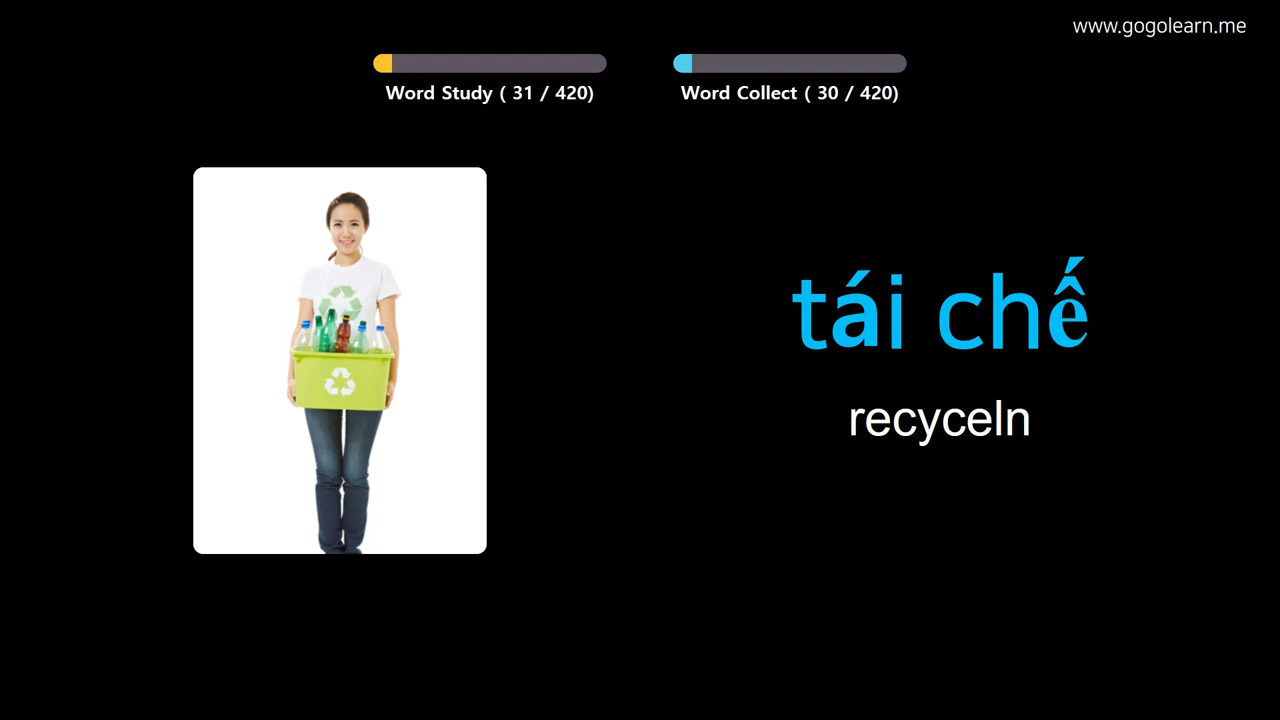 www.gogolearn.me
Word Study ( 31 / 420)
Word Collect ( 30 / 420)
tái chế
recyceln